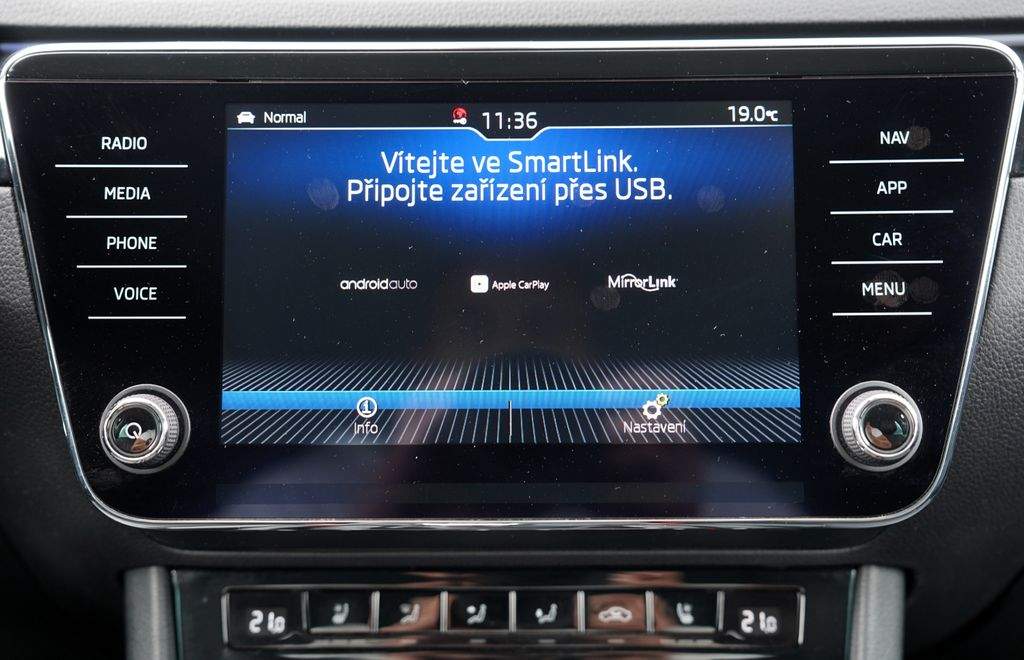 Normal
11:36
19.0°C
Vítejte ve SmartLink.
Připojte zařízení přes USB.
androidauto
Apple CarPlay
MirrorLink
Info
Nastavení
RADIO
MEDIA
PHONE
VOICE
NAV
APP
CAR
MENU
21.0
21.0